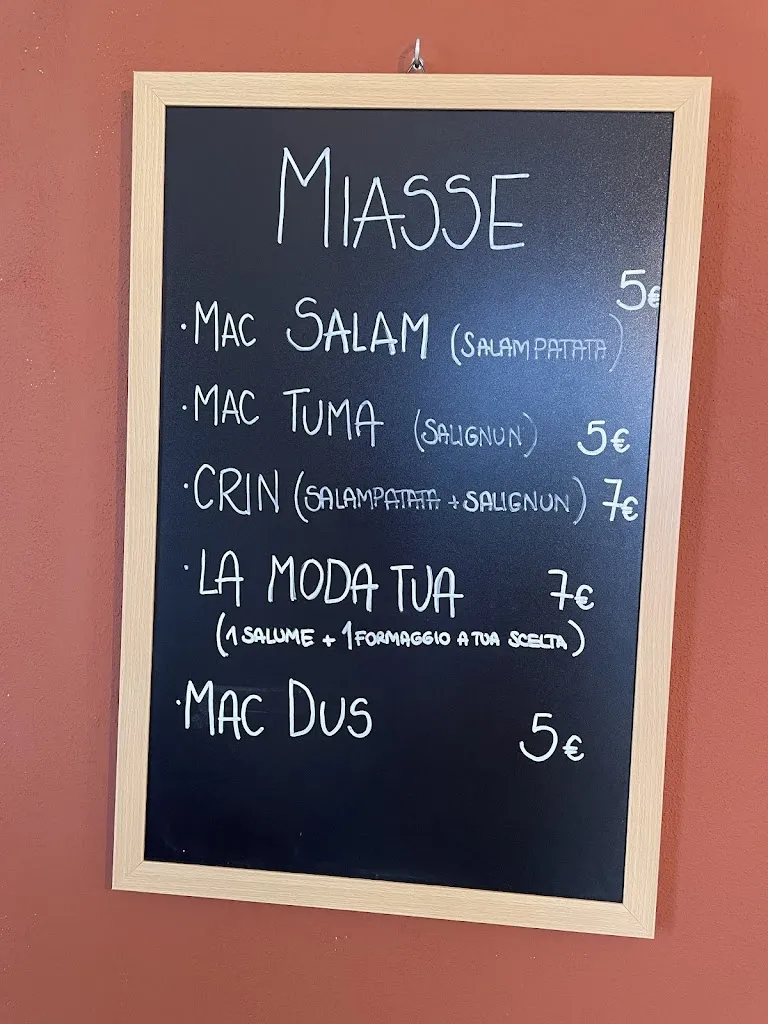 MIASSE
5€
·MAC SALAM (SALAMPATATA)
·MAC TUMA (SALIGNUN) 5€
·CRIN (SALAMPATATA + SALIGNUN) 7€
·LA MODA TUA 7€
(1 SALUME + 1 FORMAGGIO A TUA SCELTA)
·MAC DUS 5€